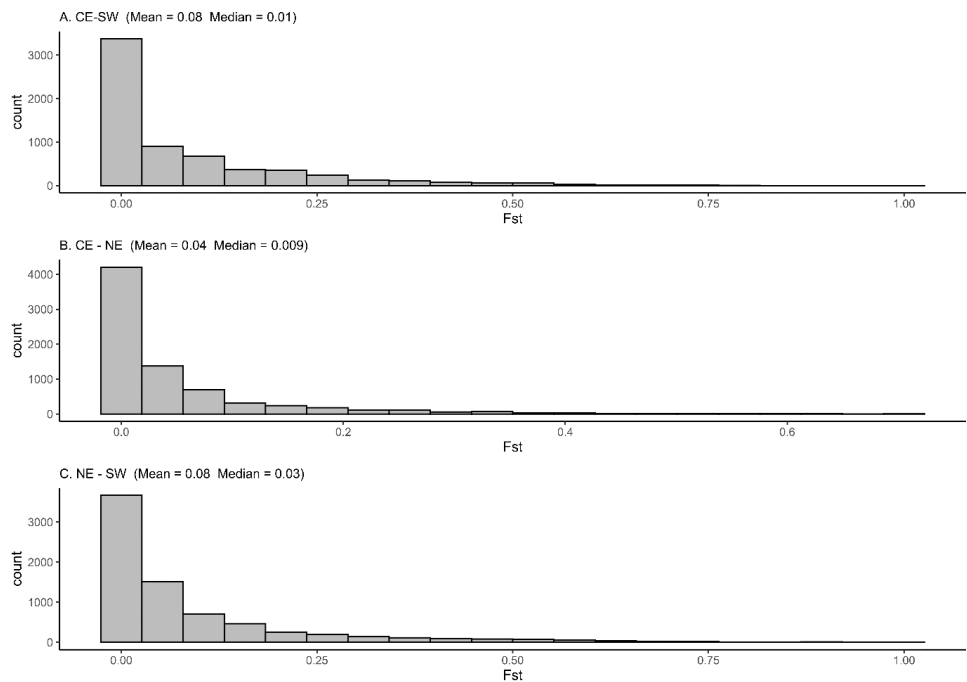 A. CE-SW (Mean = 0.08 Median = 0.01)
3000
2000
1000
0
count
0.00 0.25 0.50 0.75 1.00
Fst
B. CE - NE (Mean = 0.04 Median = 0.009)
4000
3000
2000
1000
0
count
0.0 0.2 0.4 0.6
Fst
C. NE - SW (Mean = 0.08 Median = 0.03)
3000
2000
1000
0
count
0.00 0.25 0.50 0.75 1.00
Fst